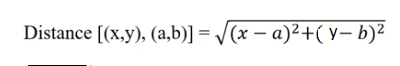 Distance [(x,y), (a,b)] = √(x − a)²+( y− b)²